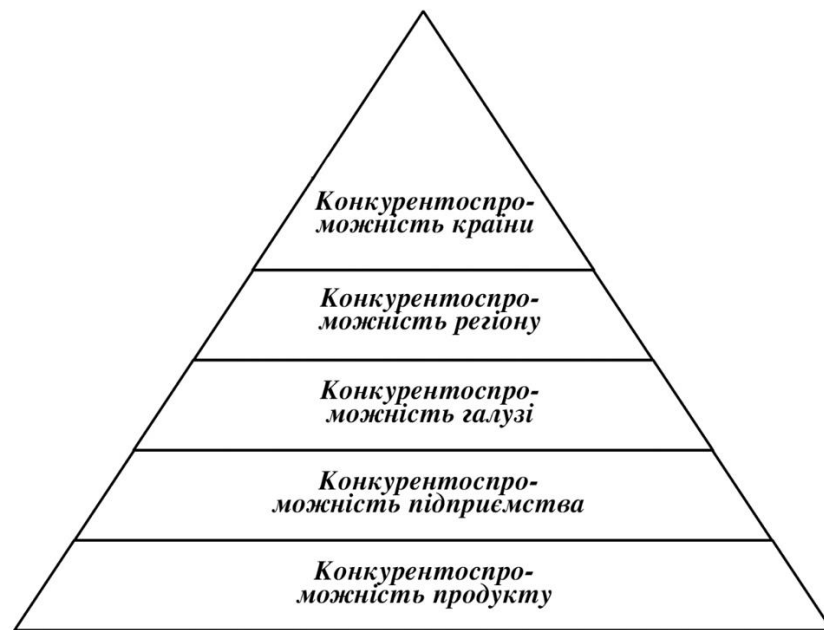 Конкурентоспро-
можність країни
Конкурентоспро-
можність регіону
Конкурентоспро-
можність галузі
Конкурентоспро-
можність підприємства
Конкурентоспро-
можність продукту